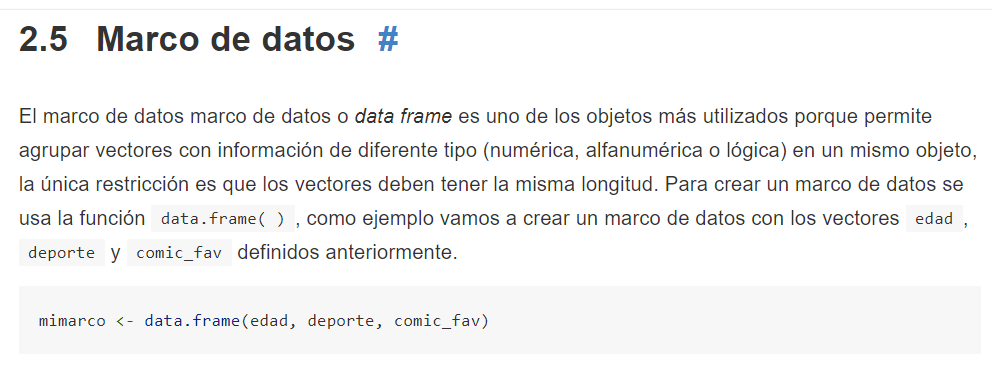 2.5 Marco de datos #
El marco de datos marco de datos o data frame es uno de los objetos más utilizados porque permite
agrupar vectores con información de diferente tipo (numérica, alfanumérica o lógica) en un mismo objeto,
la única restricción es que los vectores deben tener la misma longitud. Para crear un marco de datos se
usa la función data.frame( ) , como ejemplo vamos a crear un marco de datos con los vectores edad ,
deporte y comic_fav definidos anteriormente.
mimarco <- data.frame(edad, deporte, comic_fav)